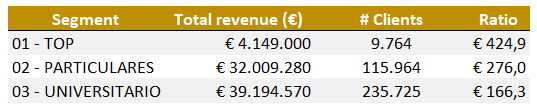 Segment Total revenue (€) # Clients Ratio
01 - TOP € 4.149.000 9.764 € 424,9
02 - PARTICULARES € 32.009.280 115.964 € 276,0
03 - UNIVERSITARIO € 39.194.570 235.725 € 166,3